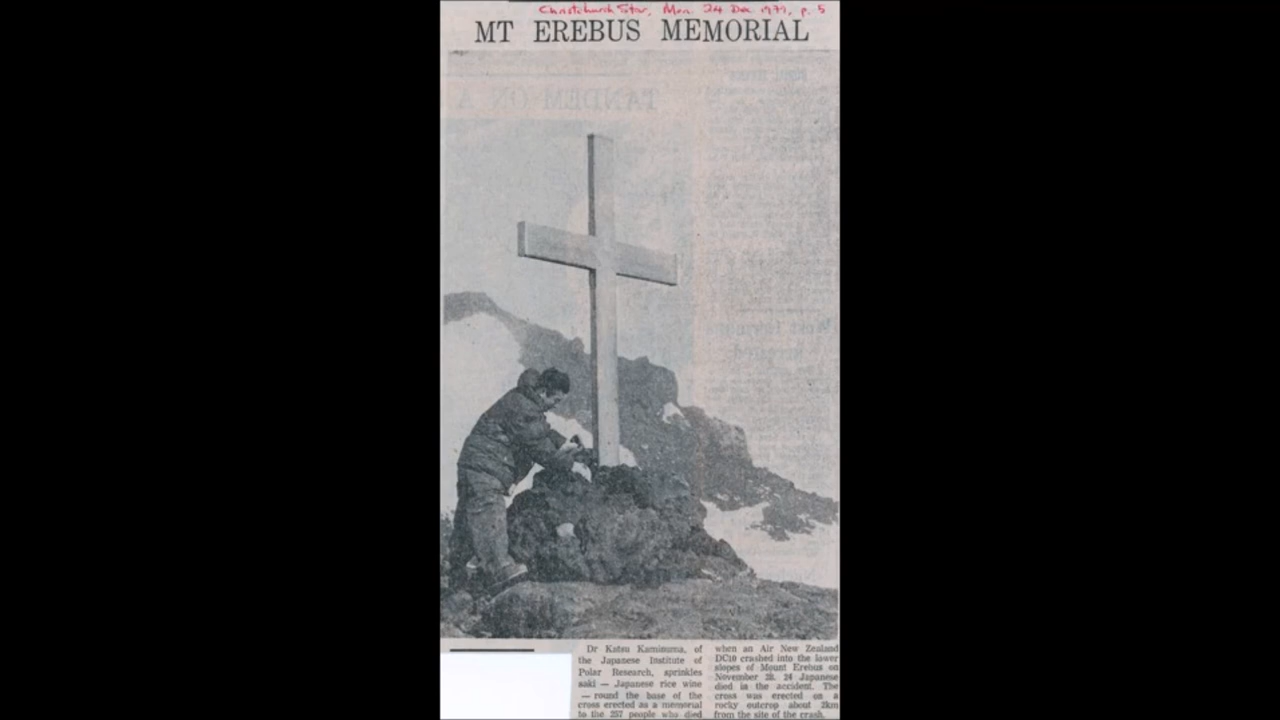 Christchurch Star, Mon. 24 Dec 1979, p. 5
MT EREBUS MEMORIAL
TANDEM ON A
Dr Katsu Kaminuma, of
the Japanese Institute of
Polar Research, sprinkles
saki — Japanese rice wine
— round the base of the
cross erected as a memorial
to the 257 people who died
when an Air New Zealand
DC10 crashed into the lower
slopes of Mount Erebus on
November 28. 24 Japanese
died in the accident. The
cross was erected on a
rocky outcrop about 2km
from the site of the crash.